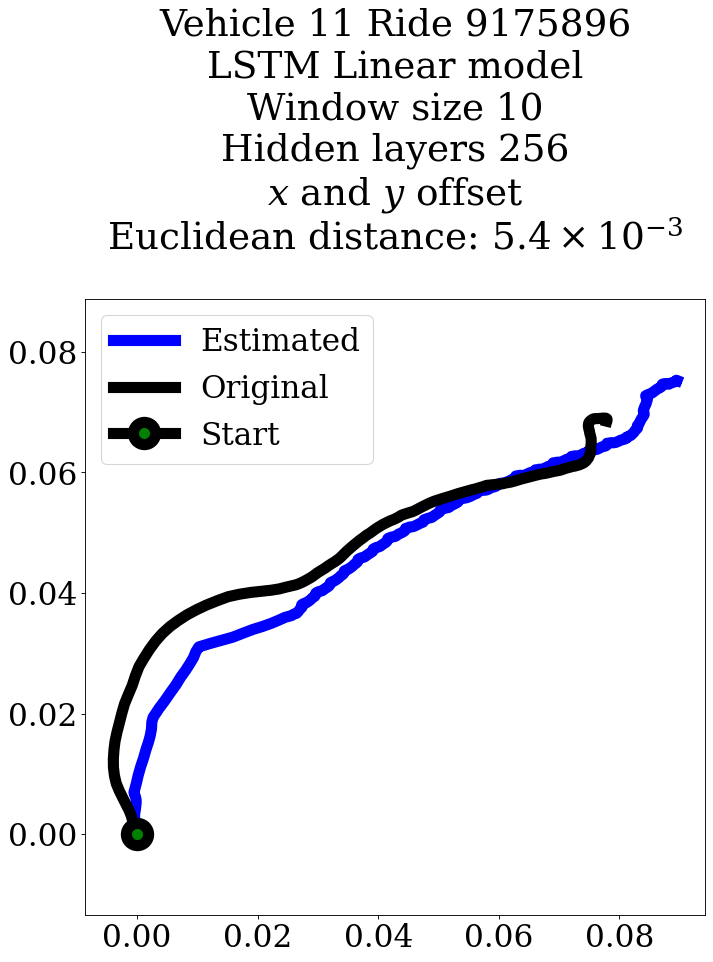 Vehicle 11 Ride 9175896
LSTM Linear model
Window size 10
Hidden layers 256
x and y offset
Euclidean distance: 5.4 × 10⁻³
Estimated
Original
Start
0.08
0.06
0.04
0.02
0.00
0.00 0.02 0.04 0.06 0.08